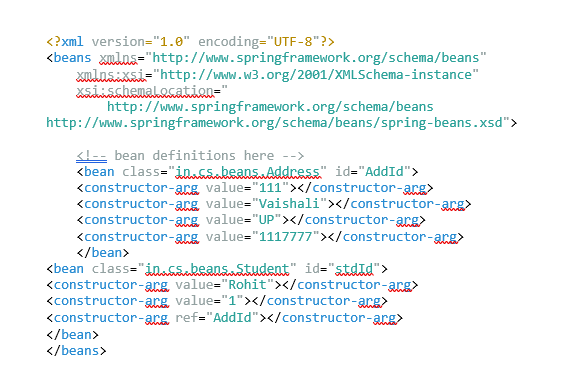 <?xml version="1.0" encoding="UTF-8"?>
<beans xmlns="http://www.springframework.org/schema/beans"
xmlns:xsi="http://www.w3.org/2001/XMLSchema-instance"
xsi:schemaLocation="
http://www.springframework.org/schema/beans
http://www.springframework.org/schema/beans/spring-beans.xsd">
<!-- bean definitions here -->
<bean class="in.cs.beans.Address" id="AddId">
<constructor-arg value="111"></constructor-arg>
<constructor-arg value="Vaishali"></constructor-arg>
<constructor-arg value="UP"></constructor-arg>
<constructor-arg value="1117777"></constructor-arg>
</bean>
<bean class="in.cs.beans.Student" id="stdId">
<constructor-arg value="Rohit"></constructor-arg>
<constructor-arg value="1"></constructor-arg>
<constructor-arg ref="AddId"></constructor-arg>
</bean>
</beans>